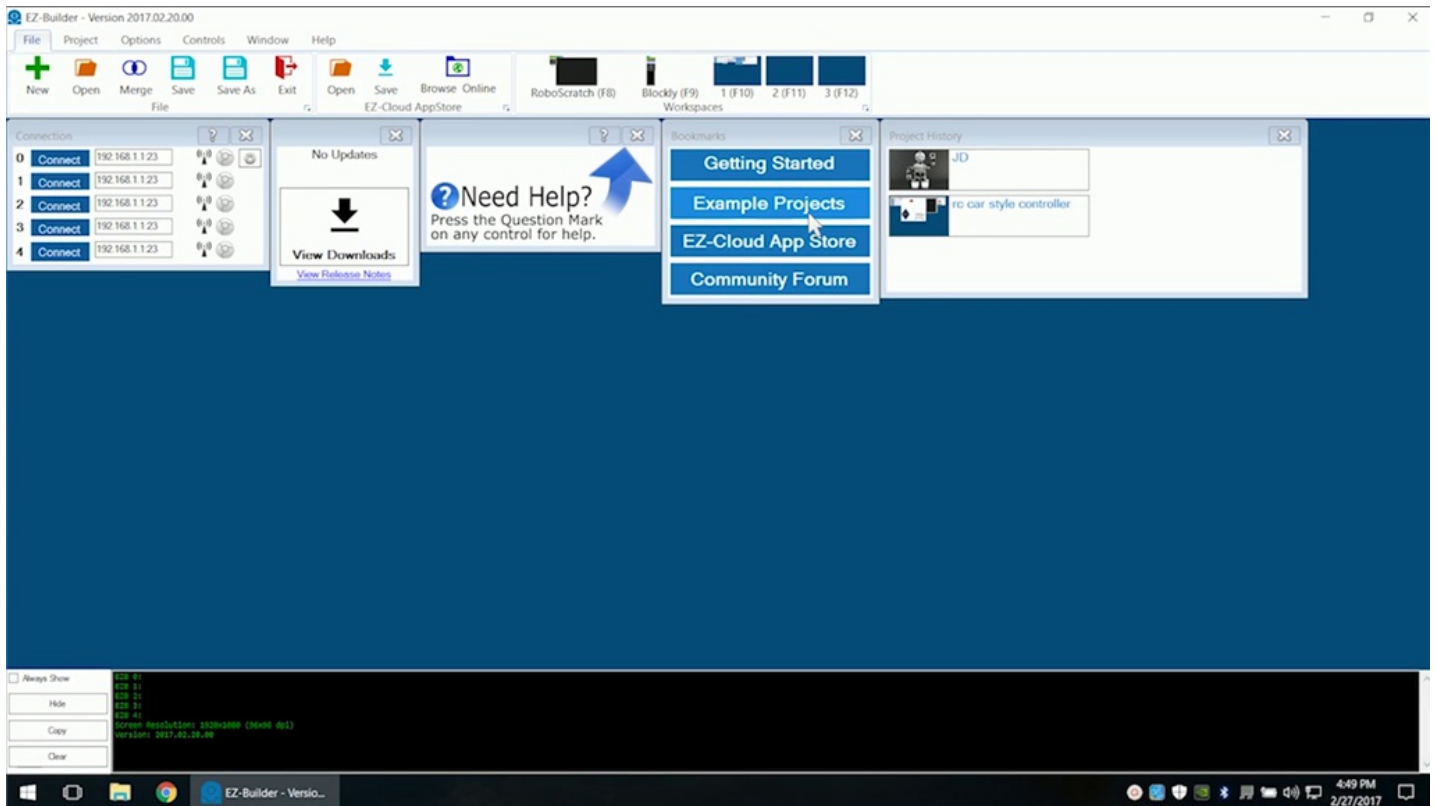 EZ-Builder - Version 2017.02.20.00
File Project Options Controls Window Help
New Open Merge Save Save As Exit Open Save Browse Online RoboScratch (F8) Blockly (F9) 1 (F10) 2 (F11) 3 (F12)
File EZ-Cloud AppStore Workspaces
Connection
0 Connect 192.168.1.1:23
1 Connect 192.168.1.1:23
2 Connect 192.168.1.1:23
3 Connect 192.168.1.1:23
4 Connect 192.168.1.1:23
No Updates
View Downloads
View Release Notes
?
Need Help?
Press the Question Mark
on any control for help.
Bookmarks
Getting Started
Example Projects
EZ-Cloud App Store
Community Forum
Project History
JD
rc car style controller
Always Show
Hide
Copy
Clear
EZB 0:
EZB 1:
EZB 2:
EZB 3:
EZB 4:
Screen Resolution: 1920x1080 (96x96 dpi)
Version: 2017.02.20.00
EZ-Builder - Versio...
4:49 PM
2/27/2017